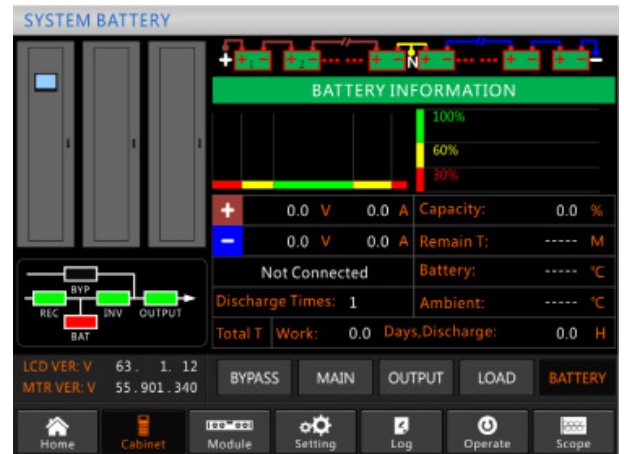 SYSTEM BATTERY
+ + 1 - + 2 - ... ... + - N + - ... ... + - + - -
BATTERY INFORMATION
100%
60%
30%
+ 0.0 V 0.0 A Capacity: 0.0 %
- 0.0 V 0.0 A Remain T: ----- M
Not Connected Battery: ----- ℃
Discharge Times: 1 Ambient: ----- ℃
Total T Work: 0.0 Days,Discharge: 0.0 H
BYP
REC INV OUTPUT
BAT
LCD VER: V 63. 1. 12
MTR VER: V 55.901.340
BYPASS MAIN OUTPUT LOAD BATTERY
Home Cabinet Module Setting Log Operate Scope